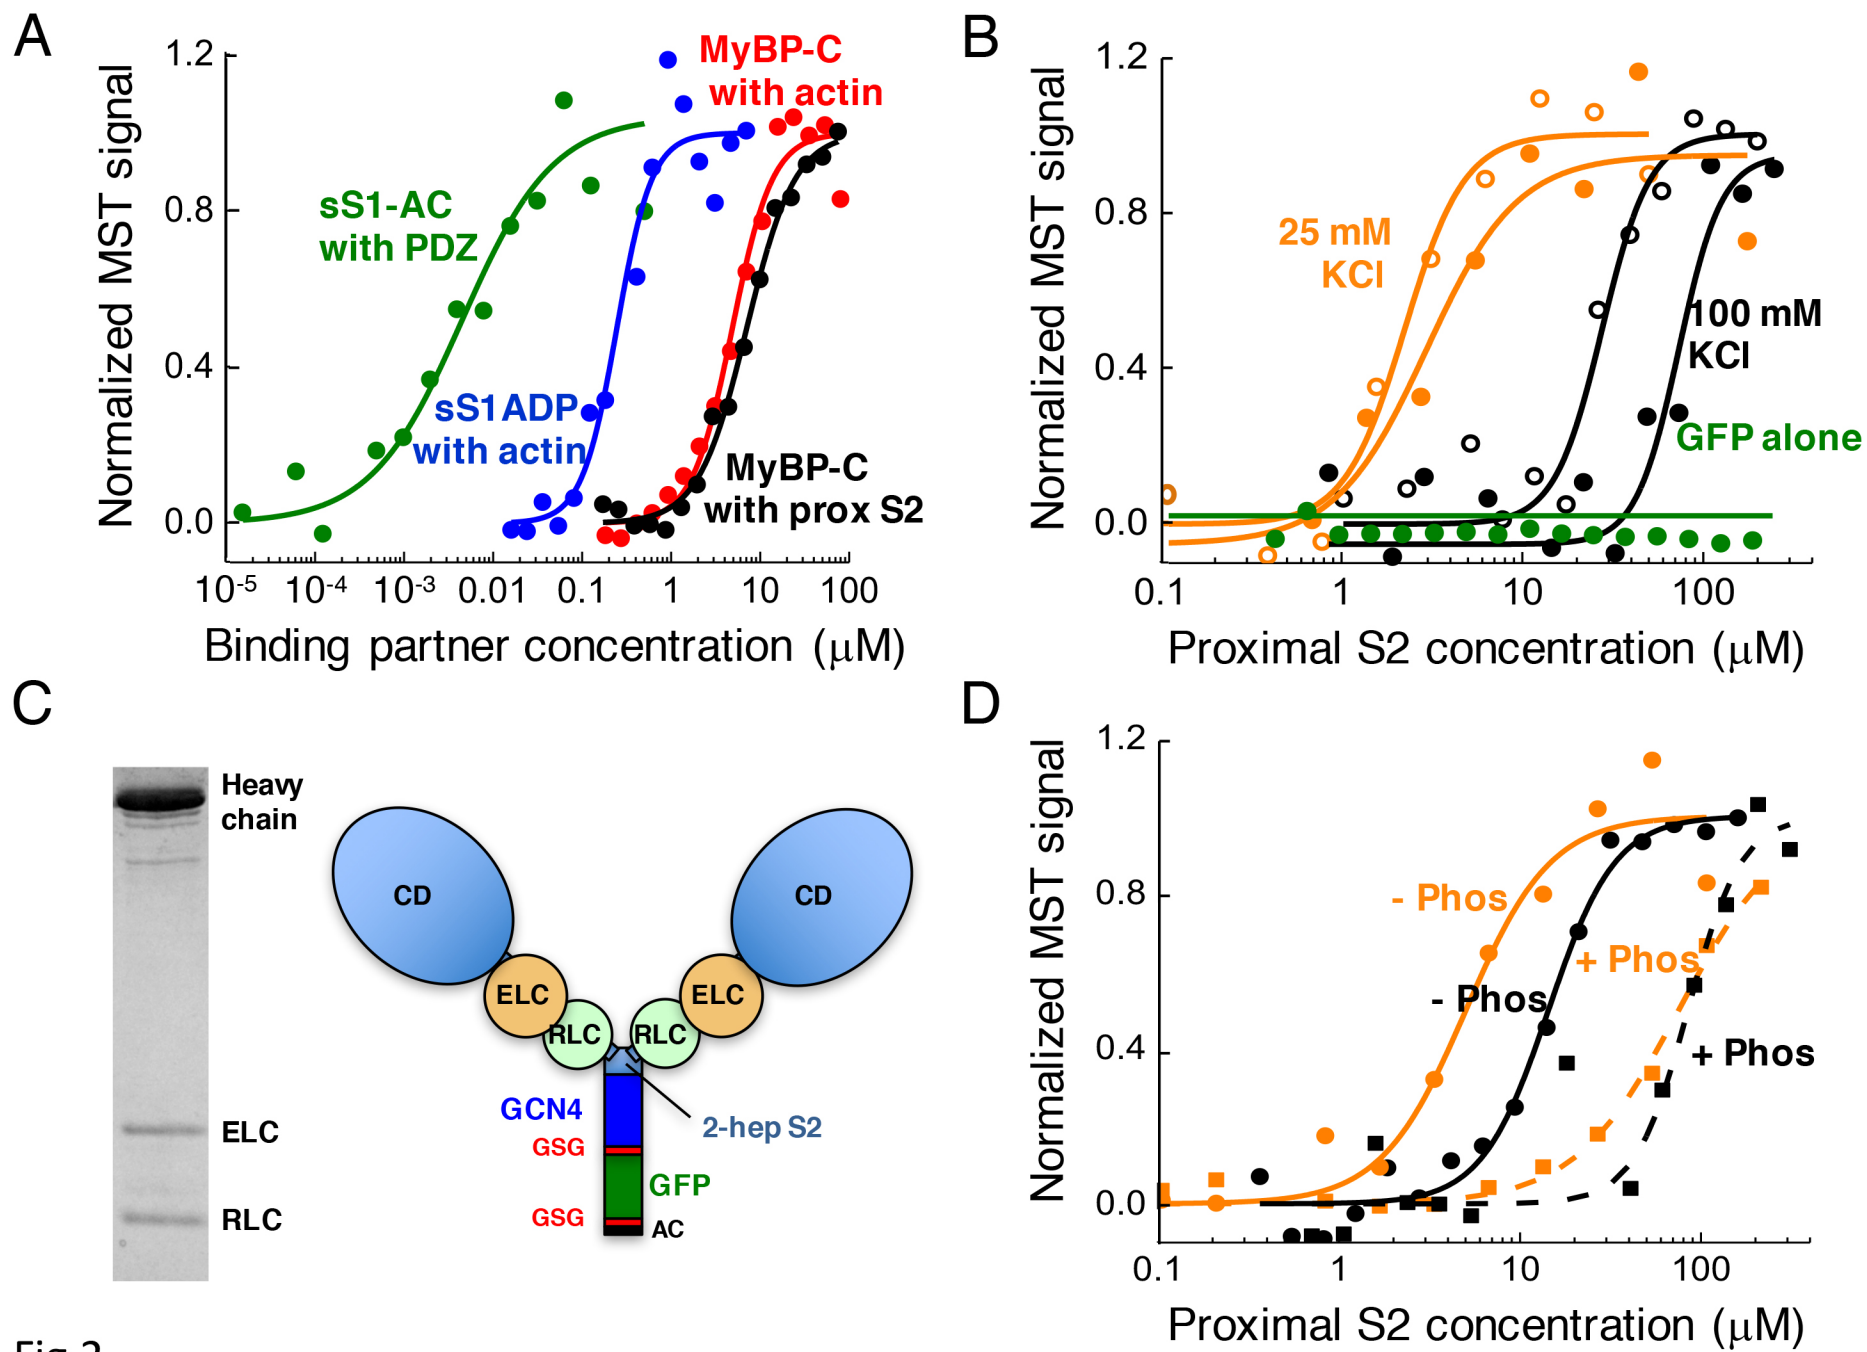 A
Normalized MST signal
1.2
0.8
0.4
0.0
MyBP-C
with actin
sS1-AC
with PDZ
sS1ADP
with actin
MyBP-C
with prox S2
10-5
10-4
10-3
0.01
0.1
1
10
100
Binding partner concentration (μM)
B
Normalized MST signal
1.2
0.8
0.4
0.0
25 mM
KCl
100 mM
KCl
GFP alone
0.1
1
10
100
Proximal S2 concentration (μM)
C
Heavy
chain
ELC
RLC
CD
CD
ELC
ELC
RLC
RLC
GCN4
2-hep S2
GSG
GFP
GSG
AC
D
Normalized MST signal
1.2
0.8
0.4
0.0
- Phos
+ Phos
- Phos
+ Phos
0.1
1
10
100
Proximal S2 concentration (μM)